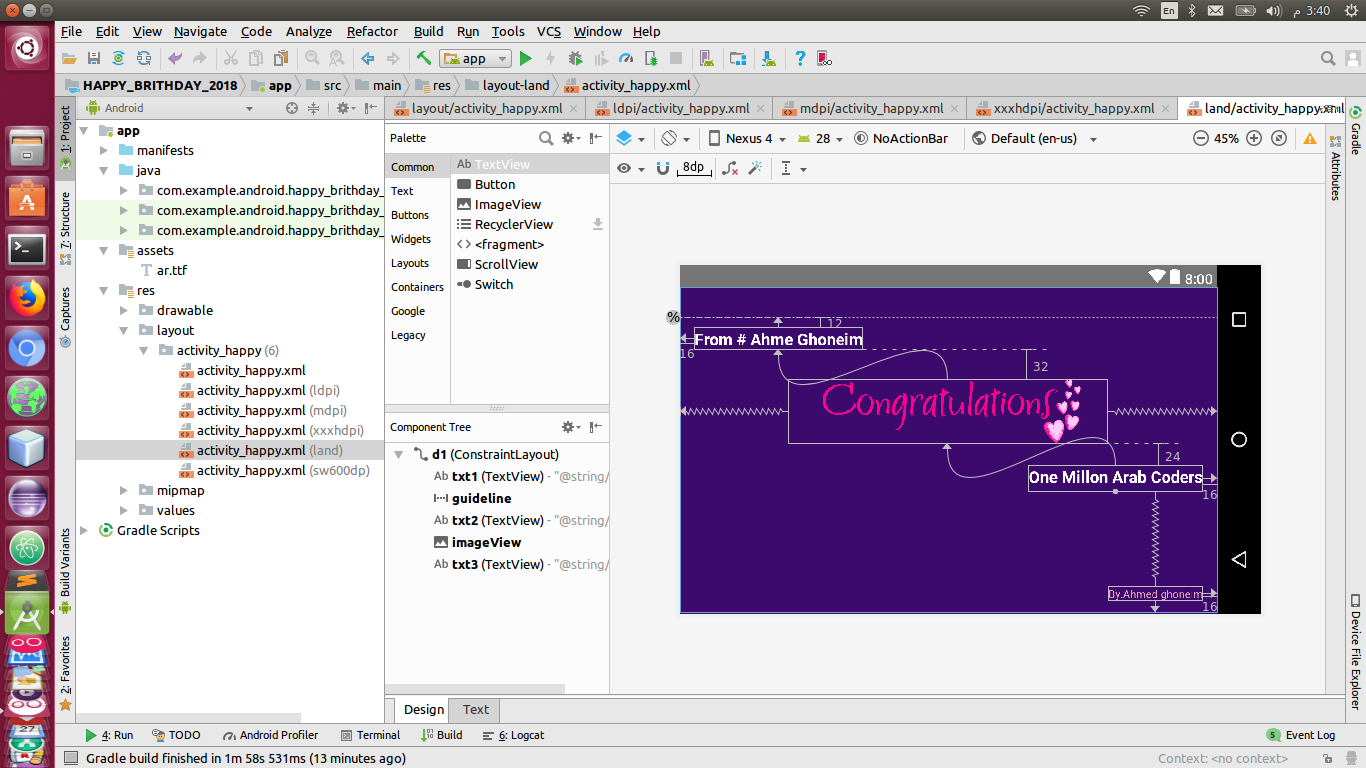 En
3:40 م
File Edit View Navigate Code Analyze Refactor Build Run Tools VCS Window Help
app
HAPPY_BRITHDAY_2018 app src main res layout-land activity_happy.xml
Android
layout/activity_happy.xml ldpi/activity_happy.xml mdpi/activity_happy.xml xxxhdpi/activity_happy.xml land/activity_happy.xml
1: Project
7: Structure
Captures
Build Variants
2: Favorites
app
manifests
java
com.example.android.happy_brithday_
com.example.android.happy_brithday_
com.example.android.happy_brithday_
assets
ar.ttf
res
drawable
layout
activity_happy (6)
activity_happy.xml
activity_happy.xml (ldpi)
activity_happy.xml (mdpi)
activity_happy.xml (xxxhdpi)
activity_happy.xml (land)
activity_happy.xml (sw600dp)
mipmap
values
Gradle Scripts
Palette
Common
Text
Buttons
Widgets
Layouts
Containers
Google
Legacy
Ab TextView
Button
ImageView
RecyclerView
<fragment>
ScrollView
Switch
Component Tree
d1 (ConstraintLayout)
Ab txt1 (TextView) - "@string/
guideline
Ab txt2 (TextView) - "@string/
imageView
Ab txt3 (TextView) - "@string/
Nexus 4 28 NoActionBar Default (en-us) 45%
8dp
8:00
%
12
From # Ahme Ghoneim
16
32
Congratulations
24
One Millon Arab Coders
16
By.Ahmed ghoneim
16
Gradle
Attributes
Device File Explorer
Design Text
4: Run TODO Android Profiler Terminal Build 6: Logcat Event Log
Gradle build finished in 1m 58s 531ms (13 minutes ago)
Context: <no context>
27